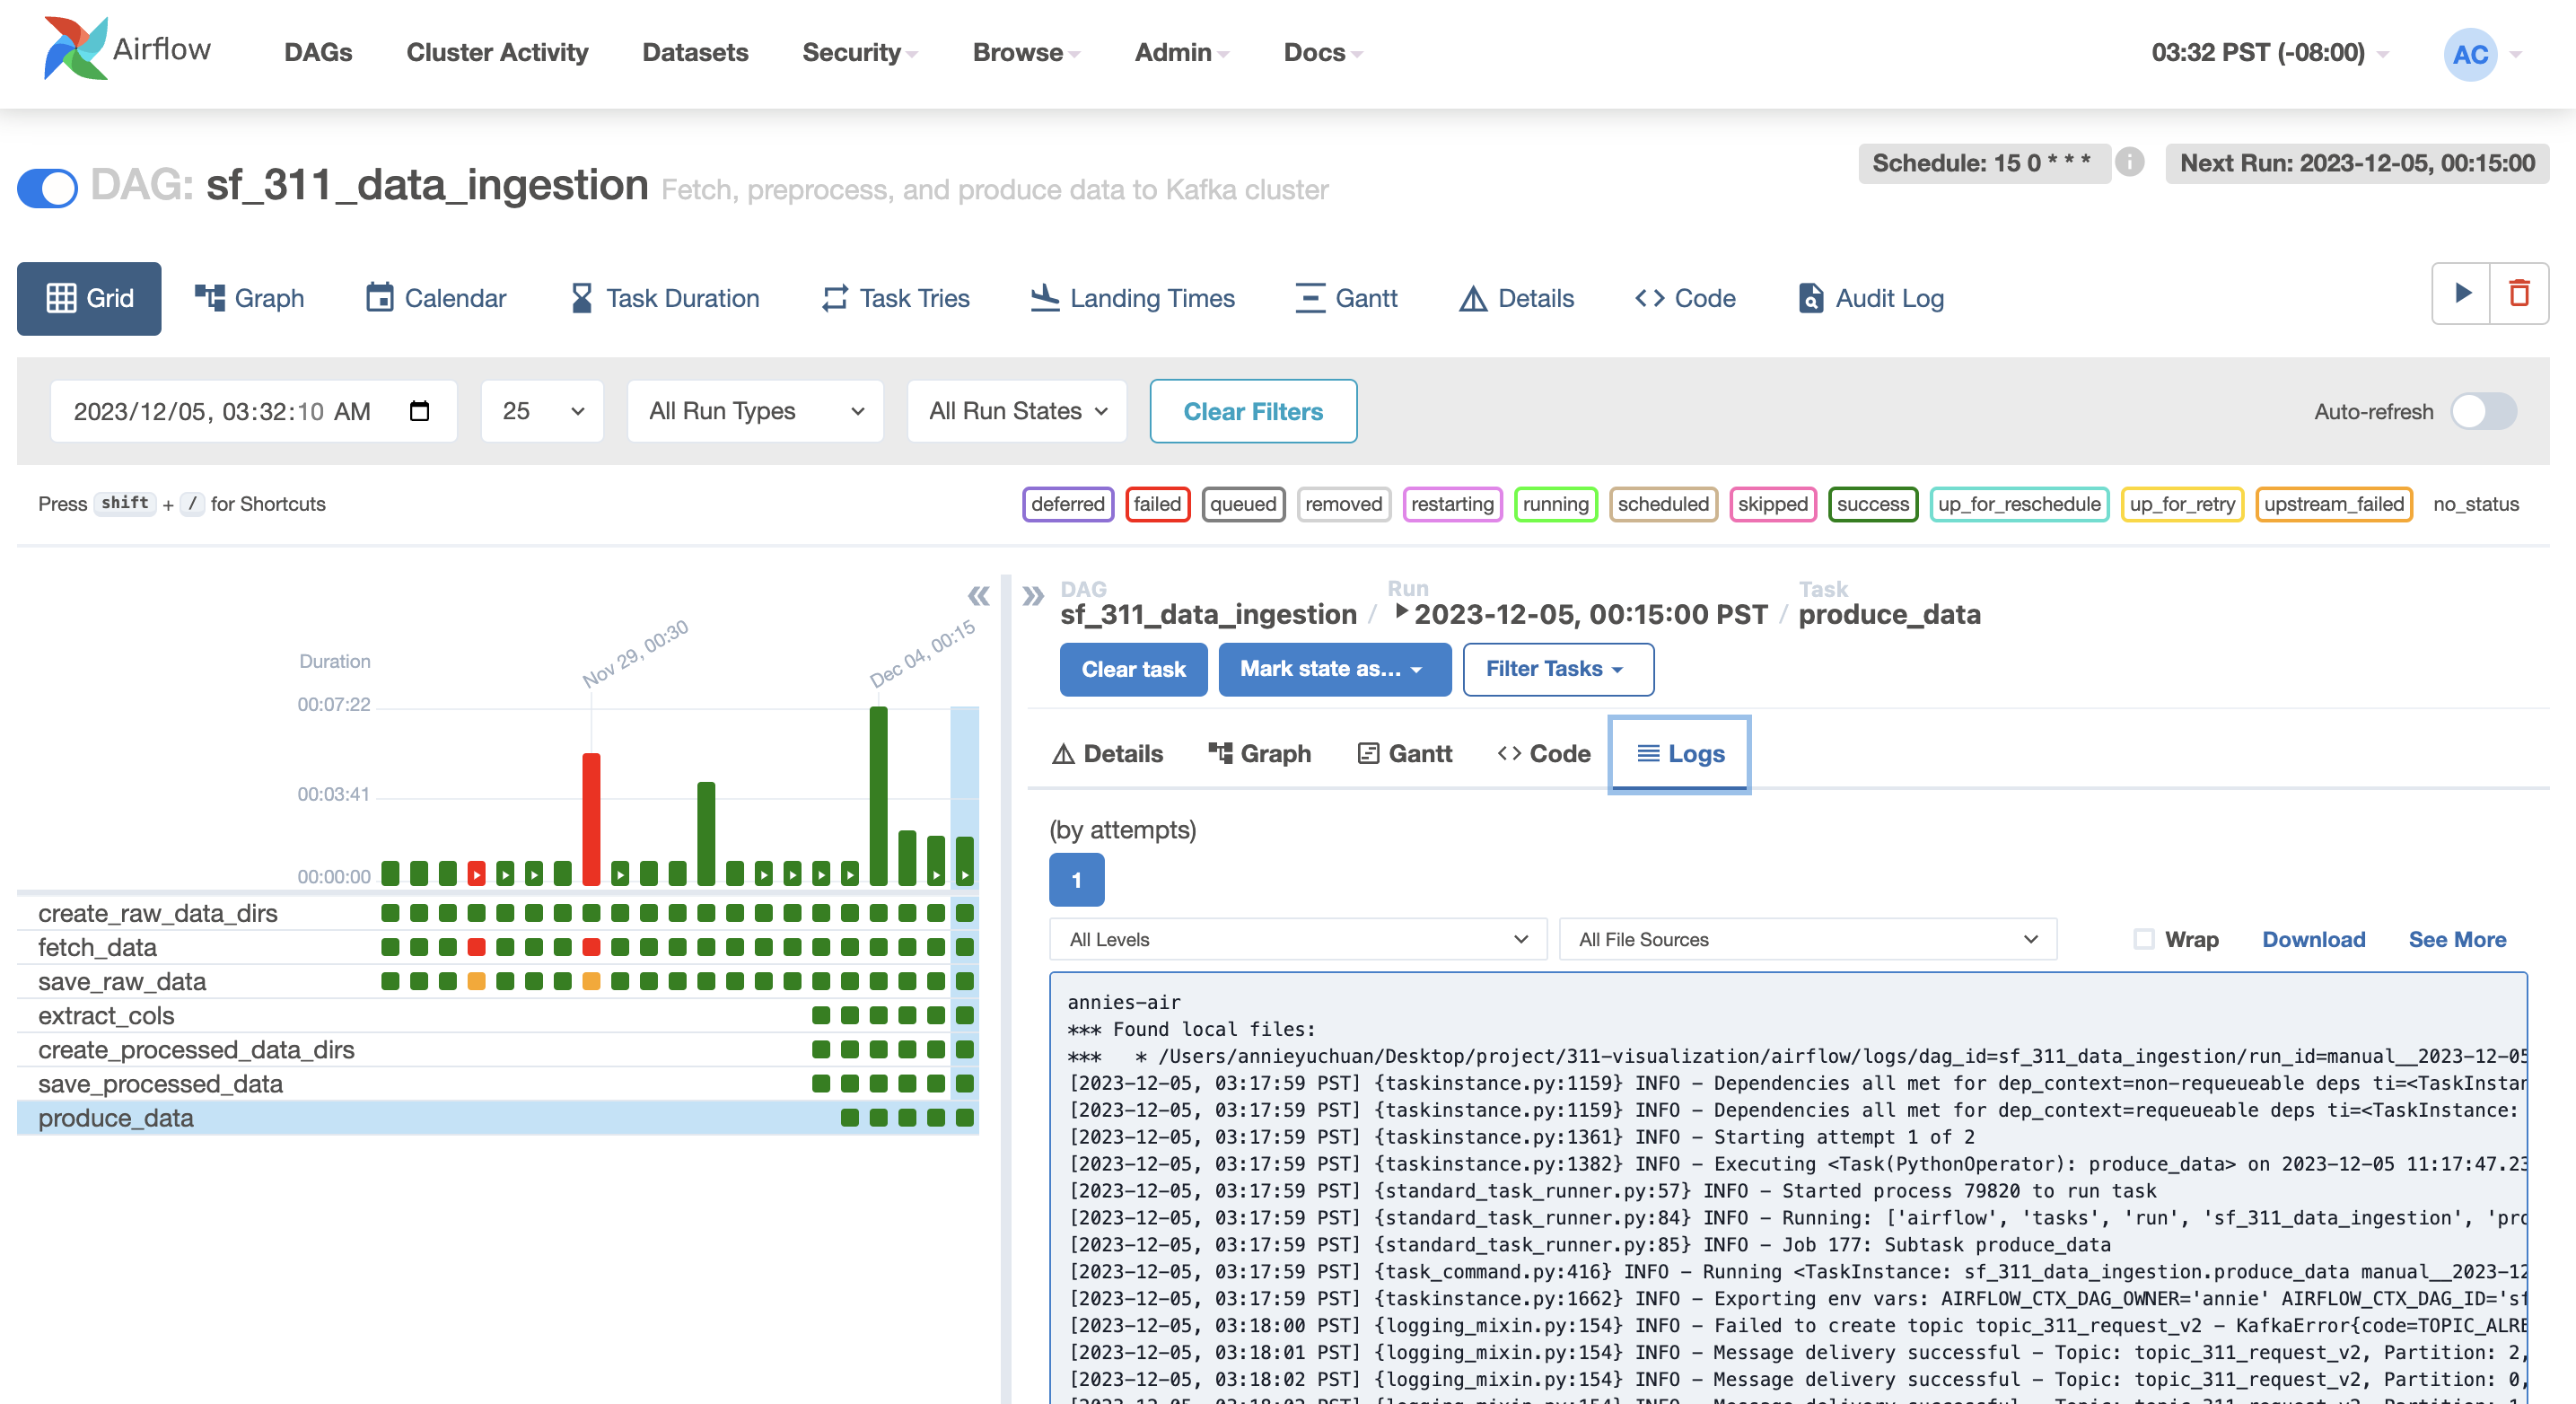 Airflow DAGs Cluster Activity Datasets Security Browse Admin Docs 03:32 PST (-08:00) AC
Schedule: 15 0 * * * i Next Run: 2023-12-05, 00:15:00
DAG: sf_311_data_ingestion Fetch, preprocess, and produce data to Kafka cluster
Grid Graph Calendar Task Duration Task Tries Landing Times Gantt Details Code Audit Log
2023/12/05, 03:32:10 AM 25 All Run Types All Run States Clear Filters Auto-refresh
Press shift + / for Shortcuts deferred failed queued removed restarting running scheduled skipped success up_for_reschedule up_for_retry upstream_failed no_status
Nov 29, 00:30
Dec 04, 00:15
Duration
00:07:22
00:03:41
00:00:00
create_raw_data_dirs
fetch_data
save_raw_data
extract_cols
create_processed_data_dirs
save_processed_data
produce_data
DAG Run Task
sf_311_data_ingestion / 2023-12-05, 00:15:00 PST / produce_data
Clear task Mark state as... Filter Tasks
Details Graph Gantt Code Logs
(by attempts)
1
All Levels All File Sources Wrap Download See More
annies-air
*** Found local files:
***   * /Users/annieyuchuan/Desktop/project/311-visualization/airflow/logs/dag_id=sf_311_data_ingestion/run_id=manual__2023-12-05
[2023-12-05, 03:17:59 PST] {taskinstance.py:1159} INFO - Dependencies all met for dep_context=non-requeueable deps ti=<TaskInstan
[2023-12-05, 03:17:59 PST] {taskinstance.py:1159} INFO - Dependencies all met for dep_context=requeueable deps ti=<TaskInstance:
[2023-12-05, 03:17:59 PST] {taskinstance.py:1361} INFO - Starting attempt 1 of 2
[2023-12-05, 03:17:59 PST] {taskinstance.py:1382} INFO - Executing <Task(PythonOperator): produce_data> on 2023-12-05 11:17:47.23
[2023-12-05, 03:17:59 PST] {standard_task_runner.py:57} INFO - Started process 79820 to run task
[2023-12-05, 03:17:59 PST] {standard_task_runner.py:84} INFO - Running: ['airflow', 'tasks', 'run', 'sf_311_data_ingestion', 'pro
[2023-12-05, 03:17:59 PST] {standard_task_runner.py:85} INFO - Job 177: Subtask produce_data
[2023-12-05, 03:17:59 PST] {task_command.py:416} INFO - Running <TaskInstance: sf_311_data_ingestion.produce_data manual__2023-12
[2023-12-05, 03:17:59 PST] {taskinstance.py:1662} INFO - Exporting env vars: AIRFLOW_CTX_DAG_OWNER='annie' AIRFLOW_CTX_DAG_ID='sf
[2023-12-05, 03:18:00 PST] {logging_mixin.py:154} INFO - Failed to create topic topic_311_request_v2 - KafkaError{code=TOPIC_ALRE
[2023-12-05, 03:18:01 PST] {logging_mixin.py:154} INFO - Message delivery successful - Topic: topic_311_request_v2, Partition: 2,
[2023-12-05, 03:18:02 PST] {logging_mixin.py:154} INFO - Message delivery successful - Topic: topic_311_request_v2, Partition: 0,